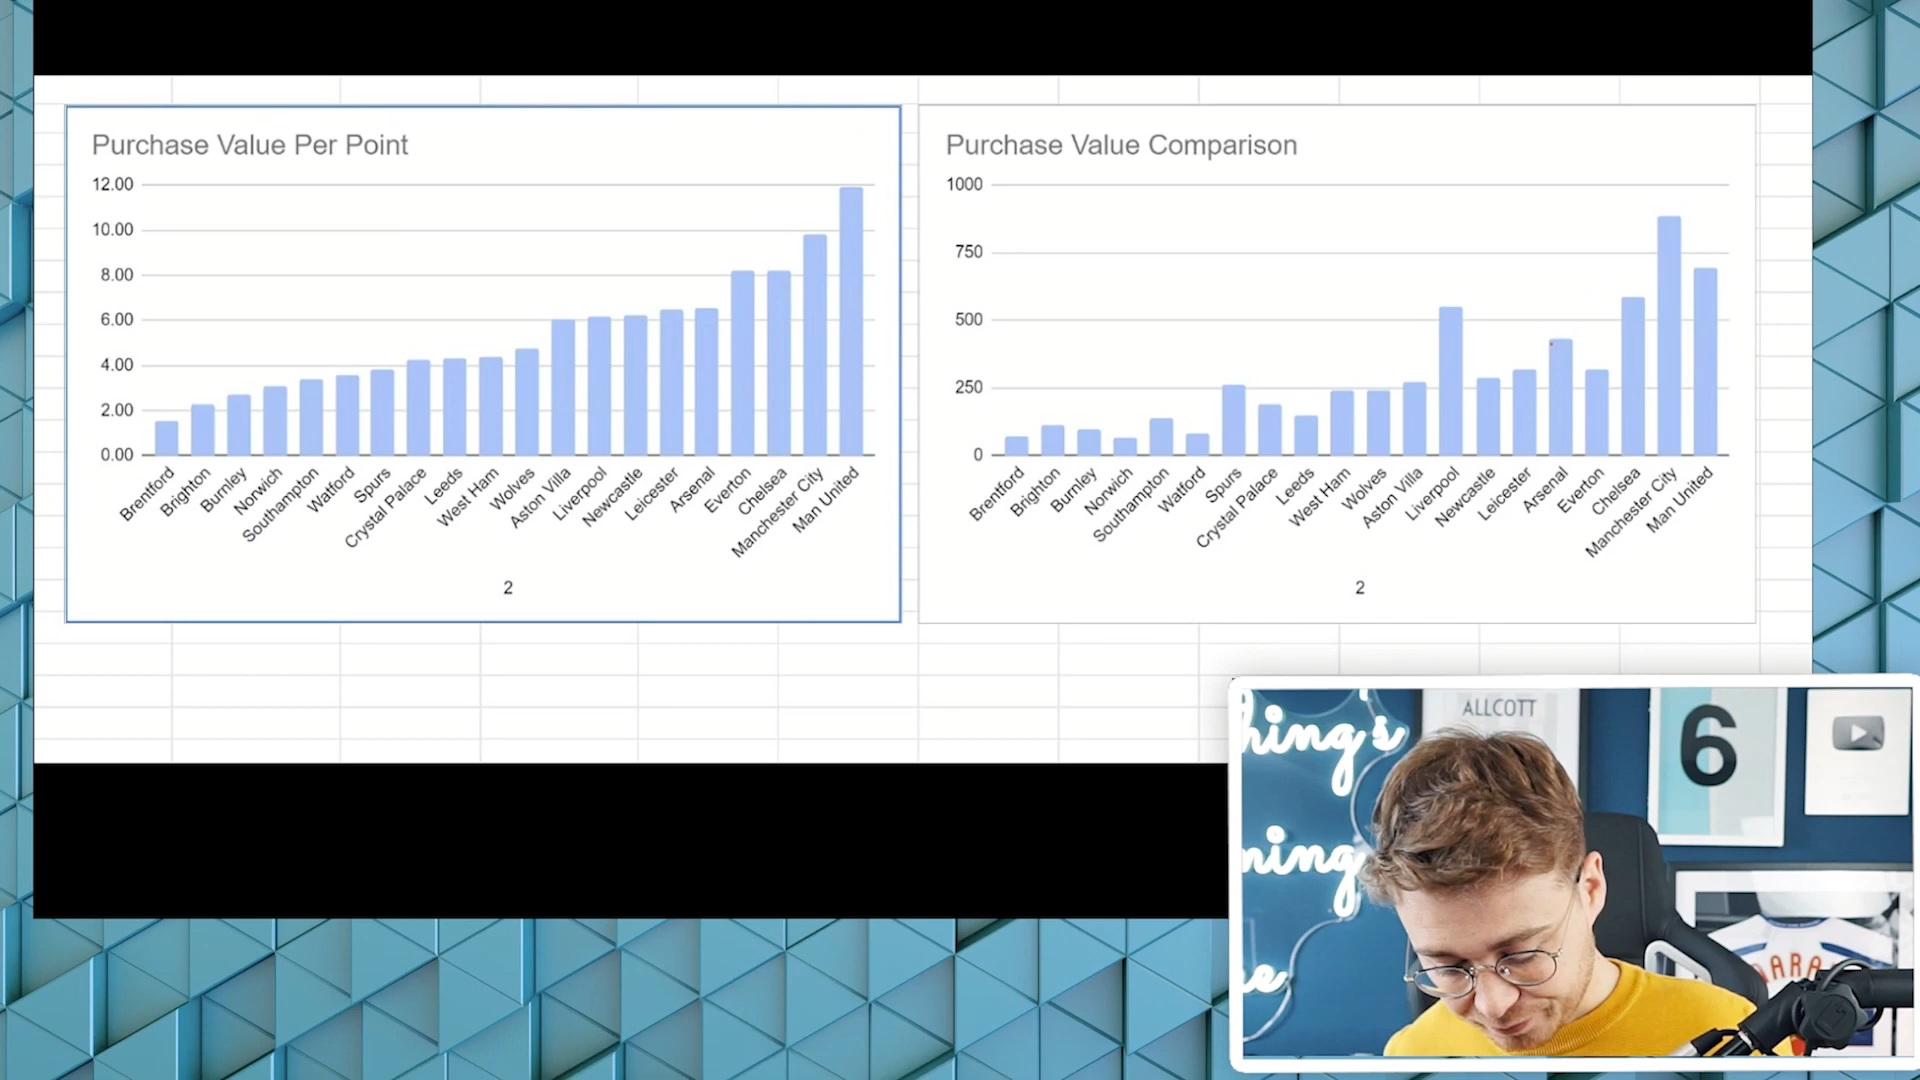 Purchase Value Per Point
12.00
10.00
8.00
6.00
4.00
2.00
0.00
Brentford
Brighton
Burnley
Norwich
Southampton
Watford
Spurs
Crystal Palace
Leeds
West Ham
Wolves
Aston Villa
Liverpool
Newcastle
Leicester
Arsenal
Everton
Chelsea
Manchester City
Man United
2
Purchase Value Comparison
1000
750
500
250
0
Brentford
Brighton
Burnley
Norwich
Southampton
Watford
Spurs
Crystal Palace
Leeds
West Ham
Wolves
Aston Villa
Liverpool
Newcastle
Leicester
Arsenal
Everton
Chelsea
Manchester City
Man United
2
hing's
ning
ALLCOTT
6